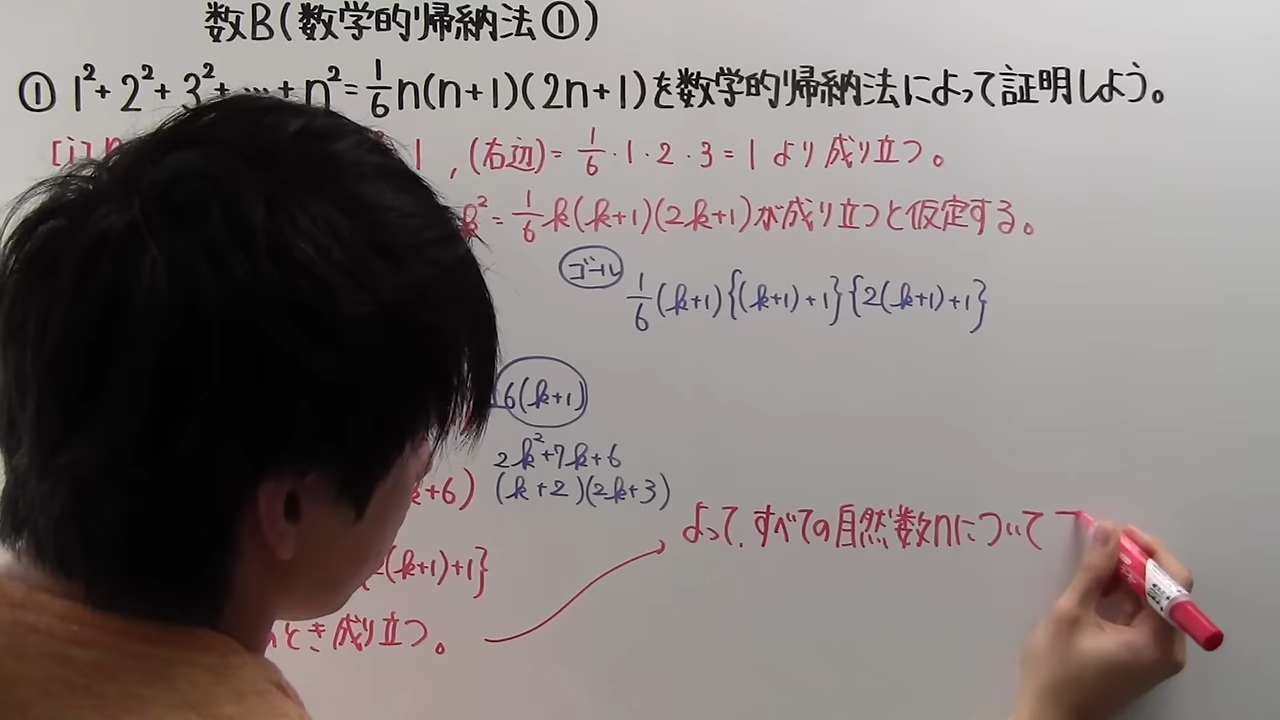 数B(数学的帰納法①)
① 1²+2²+3²+…+n²=1/6n(n+1)(2n+1)を数学的帰納法によって証明しよう。
[i] 1 , (右辺)=1/6・1・2・3=1より成り立つ。
k²=1/6k(k+1)(2k+1)が成り立つと仮定する。
ゴール 1/6(k+1){(k+1)+1}{2(k+1)+1}
6(k+1)
2k²+7k+6
k+6) (k+2)(2k+3)
よって、すべての自然数nについて
2(k+1)+1}
とき成り立つ。